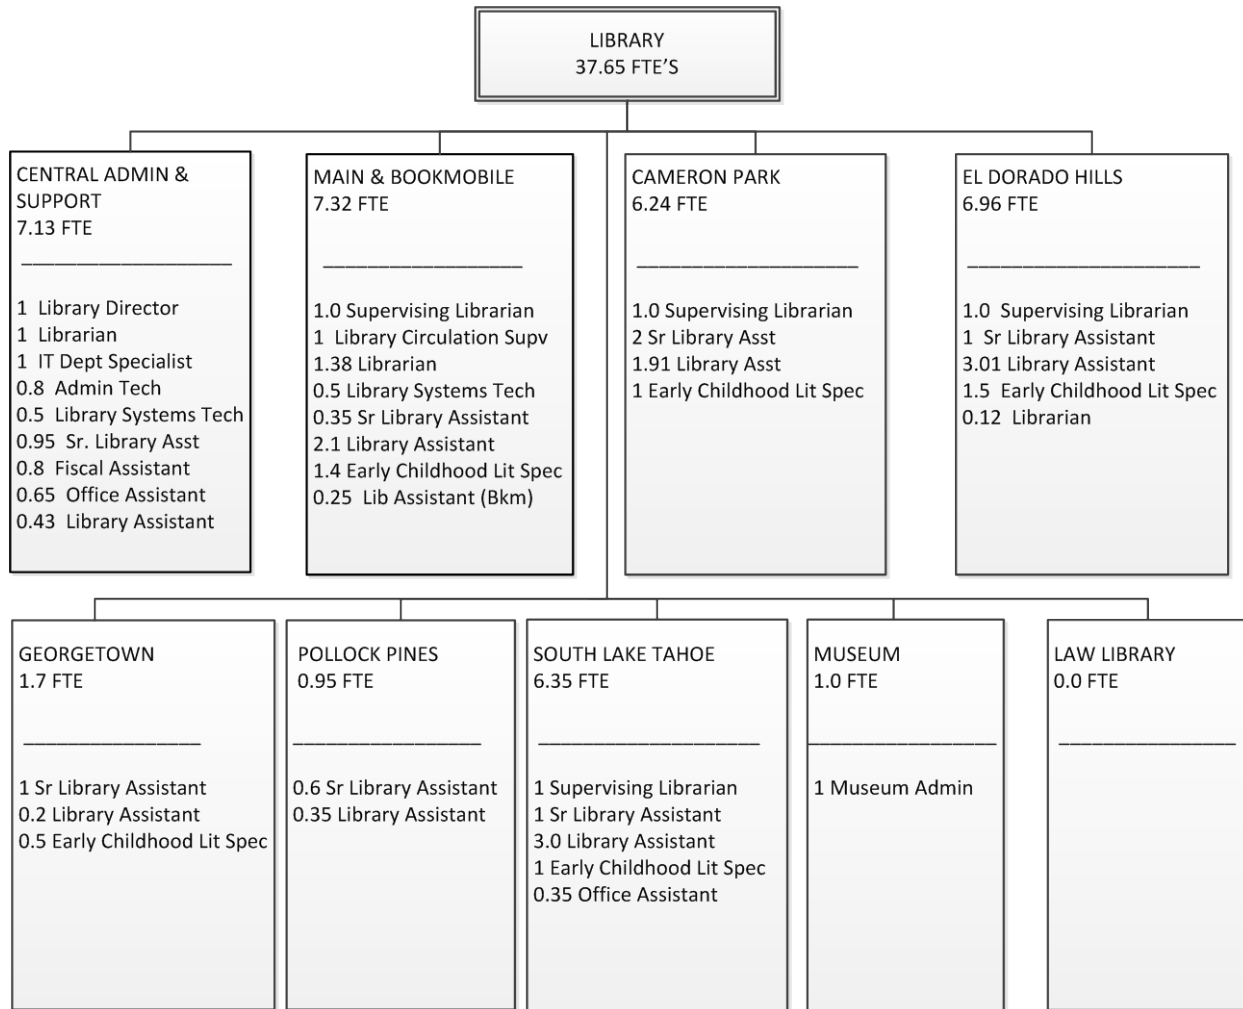 LIBRARY
37.65 FTE'S
CENTRAL ADMIN &
SUPPORT
7.13 FTE
1 Library Director
1 Librarian
1 IT Dept Specialist
0.8 Admin Tech
0.5 Library Systems Tech
0.95 Sr. Library Asst
0.8 Fiscal Assistant
0.65 Office Assistant
0.43 Library Assistant
MAIN & BOOKMOBILE
7.32 FTE
1.0 Supervising Librarian
1 Library Circulation Supv
1.38 Librarian
0.5 Library Systems Tech
0.35 Sr Library Assistant
2.1 Library Assistant
1.4 Early Childhood Lit Spec
0.25 Lib Assistant (Bkm)
CAMERON PARK
6.24 FTE
1.0 Supervising Librarian
2 Sr Library Asst
1.91 Library Asst
1 Early Childhood Lit Spec
EL DORADO HILLS
6.96 FTE
1.0 Supervising Librarian
1 Sr Library Assistant
3.01 Library Assistant
1.5 Early Childhood Lit Spec
0.12 Librarian
GEORGETOWN
1.7 FTE
1 Sr Library Assistant
0.2 Library Assistant
0.5 Early Childhood Lit Spec
POLLOCK PINES
0.95 FTE
0.6 Sr Library Assistant
0.35 Library Assistant
SOUTH LAKE TAHOE
6.35 FTE
1 Supervising Librarian
1 Sr Library Assistant
3.0 Library Assistant
1 Early Childhood Lit Spec
0.35 Office Assistant
MUSEUM
1.0 FTE
1 Museum Admin
LAW LIBRARY
0.0 FTE